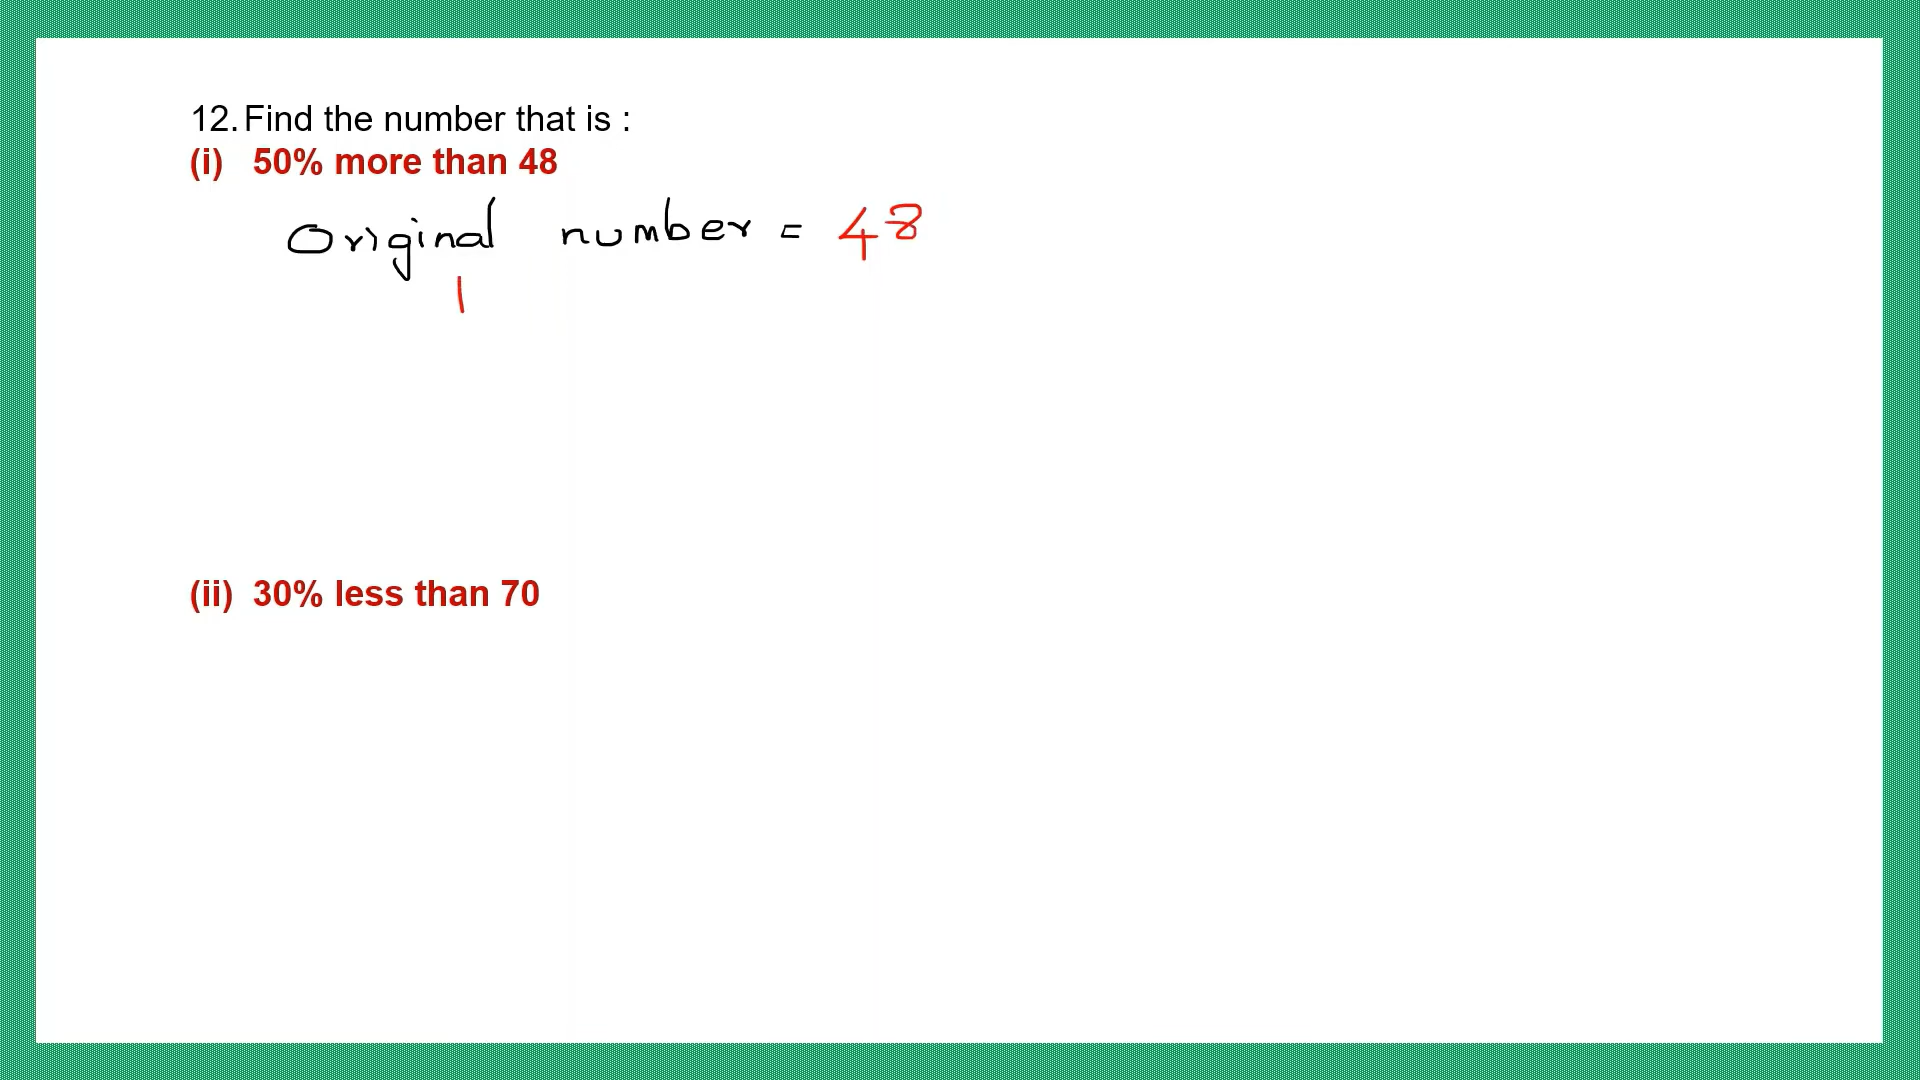 12. Find the number that is :
(i) 50% more than 48
Original number = 48
I
(ii) 30% less than 70